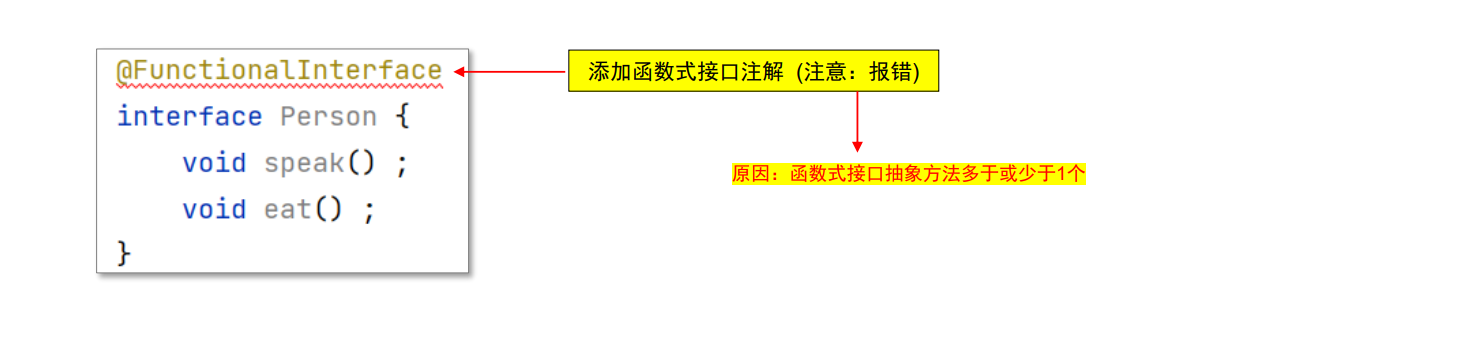 @FunctionalInterface
添加函数式接口注解 (注意：报错)
interface Person {
void speak() ;
原因：函数式接口抽象方法多于或少于1个
void eat() ;
}